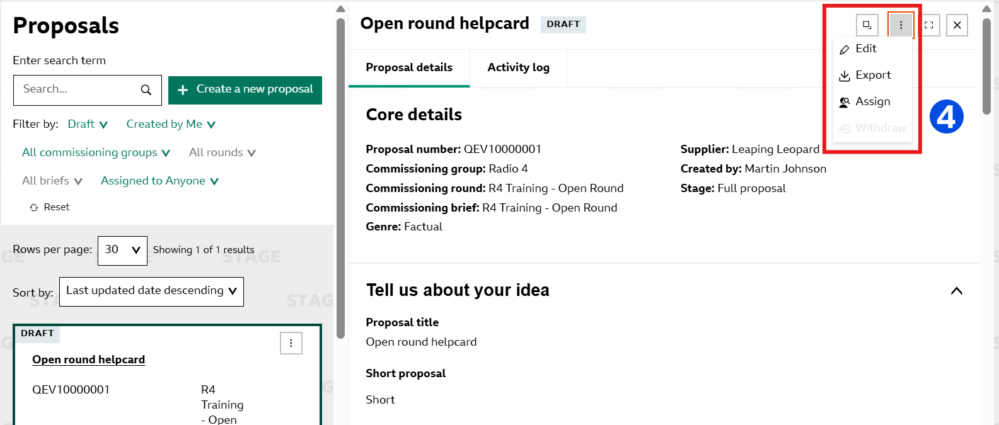 Proposals
Enter search term
Search...
Create a new proposal
Filter by: Draft Created by Me
All commissioning groups All rounds
All briefs Assigned to Anyone
Reset
Rows per page: 30 Showing 1 of 1 results
STAGE
Sort by: Last updated date descending
DRAFT
Open round helpcard
QEV10000001
R4
Training
- Open
Open round helpcard DRAFT
Edit
Export
Assign
Withdraw
4
Proposal details Activity log
Core details
Proposal number: QEV10000001
Commissioning group: Radio 4
Commissioning round: R4 Training - Open Round
Commissioning brief: R4 Training - Open Round
Genre: Factual
Supplier: Leaping Leopard
Created by: Martin Johnson
Stage: Full proposal
Tell us about your idea
Proposal title
Open round helpcard
Short proposal
Short